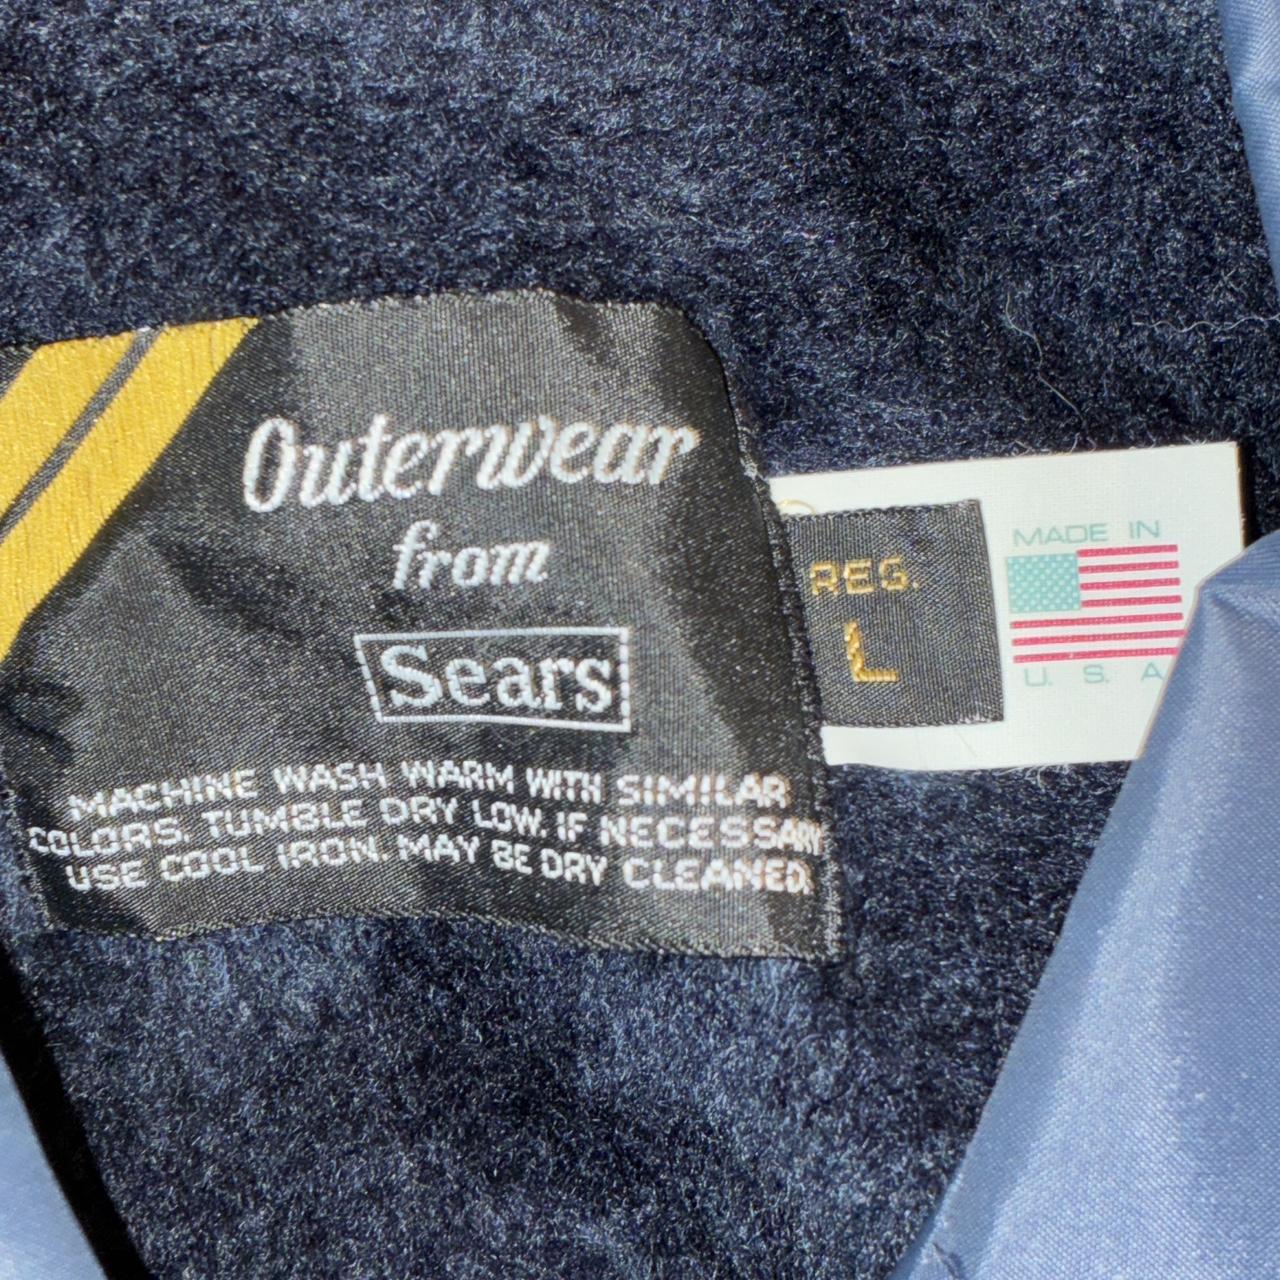 Outerwear
from
Sears
MACHINE WASH WARM WITH SIMILAR
COLORS. TUMBLE DRY LOW. IF NECESSARY
USE COOL IRON. MAY BE DRY CLEANED.
REG.
L
MADE IN
U. S. A